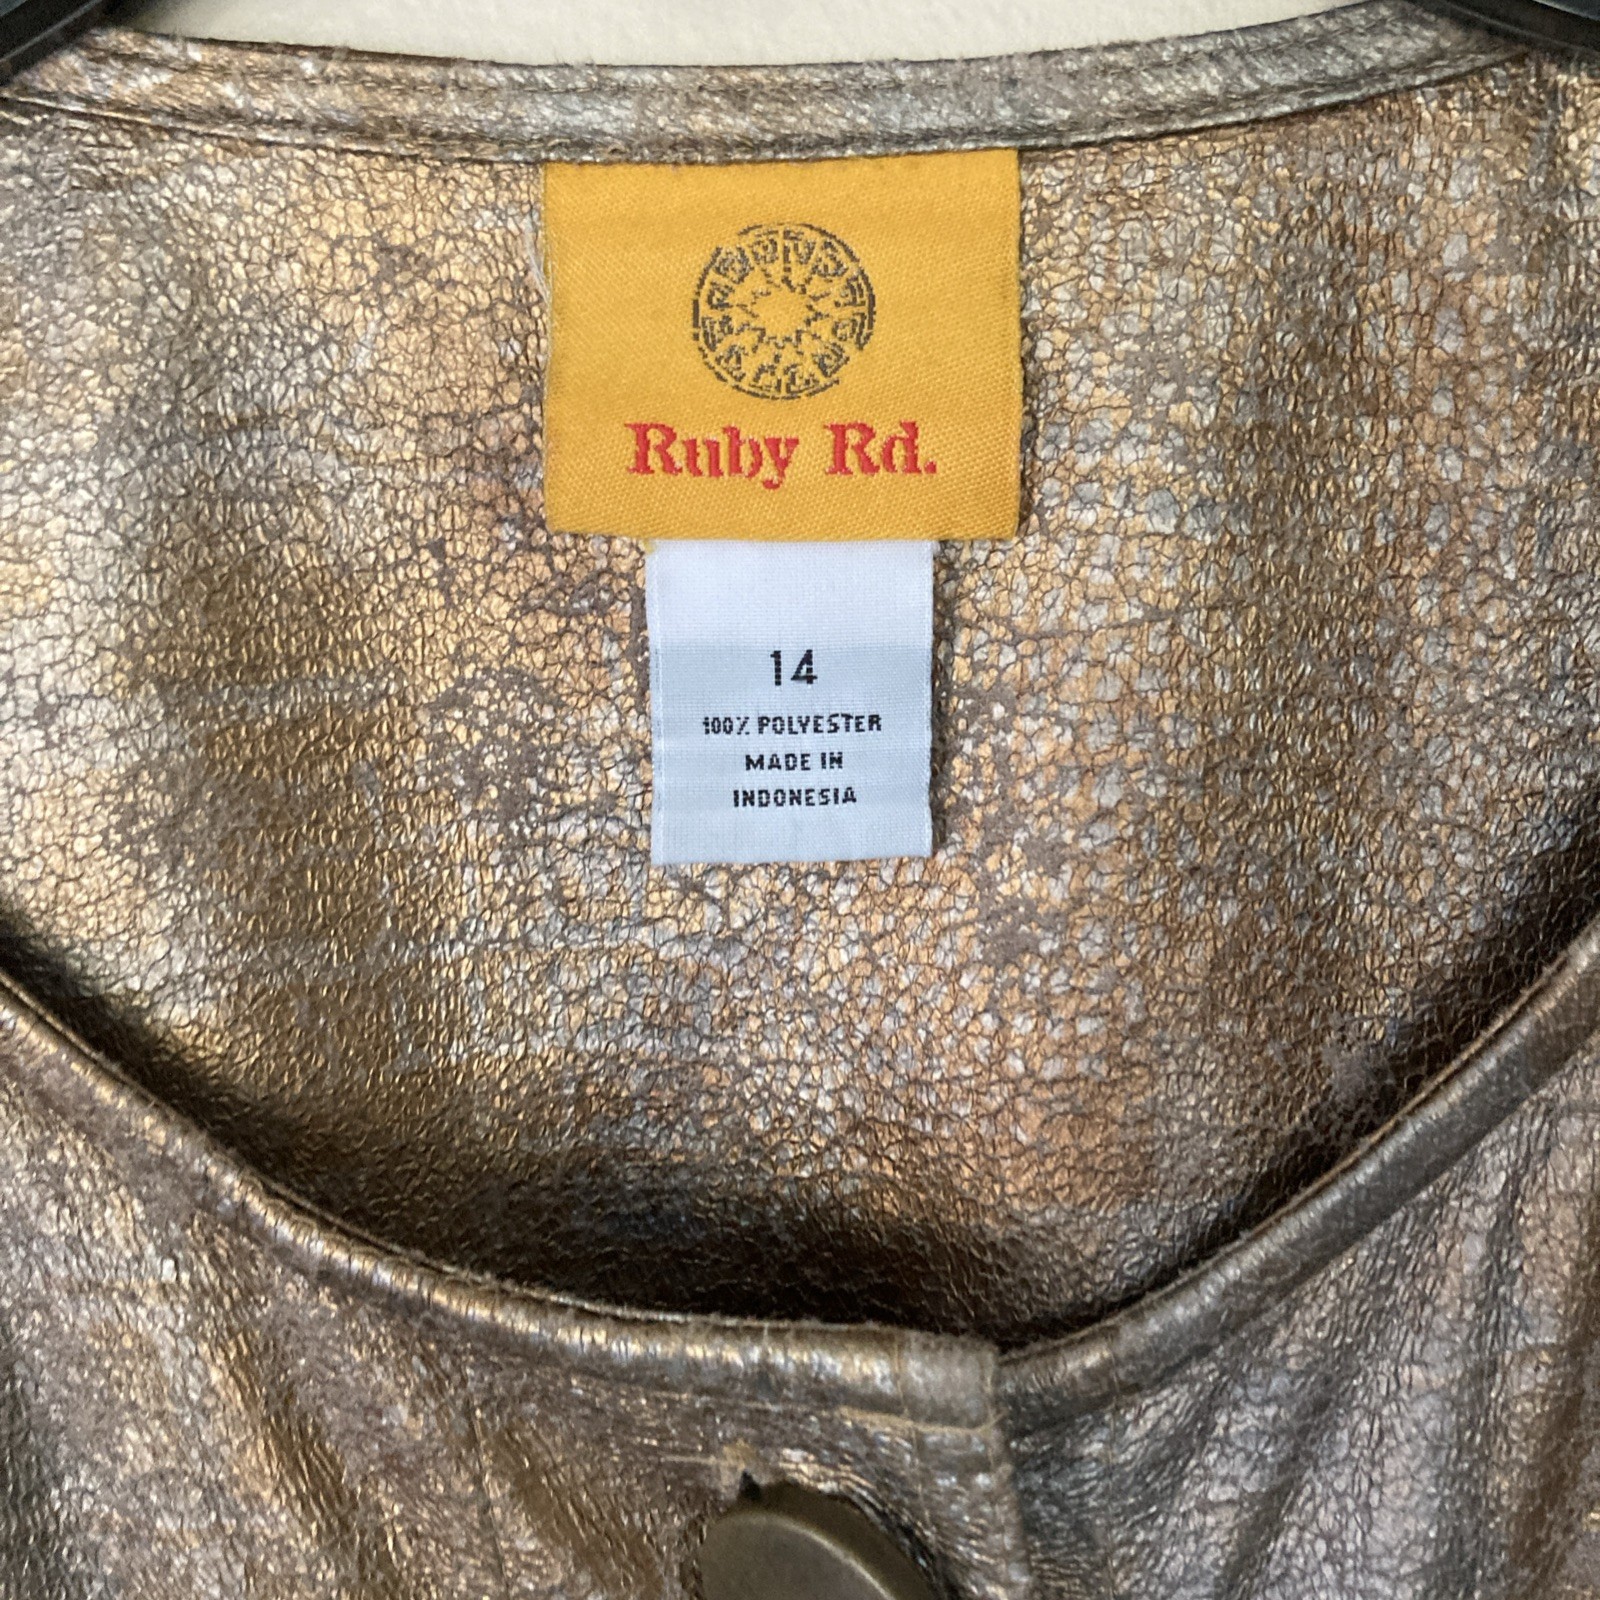 Ruby Rd.
14
100% POLYESTER
MADE IN
INDONESIA